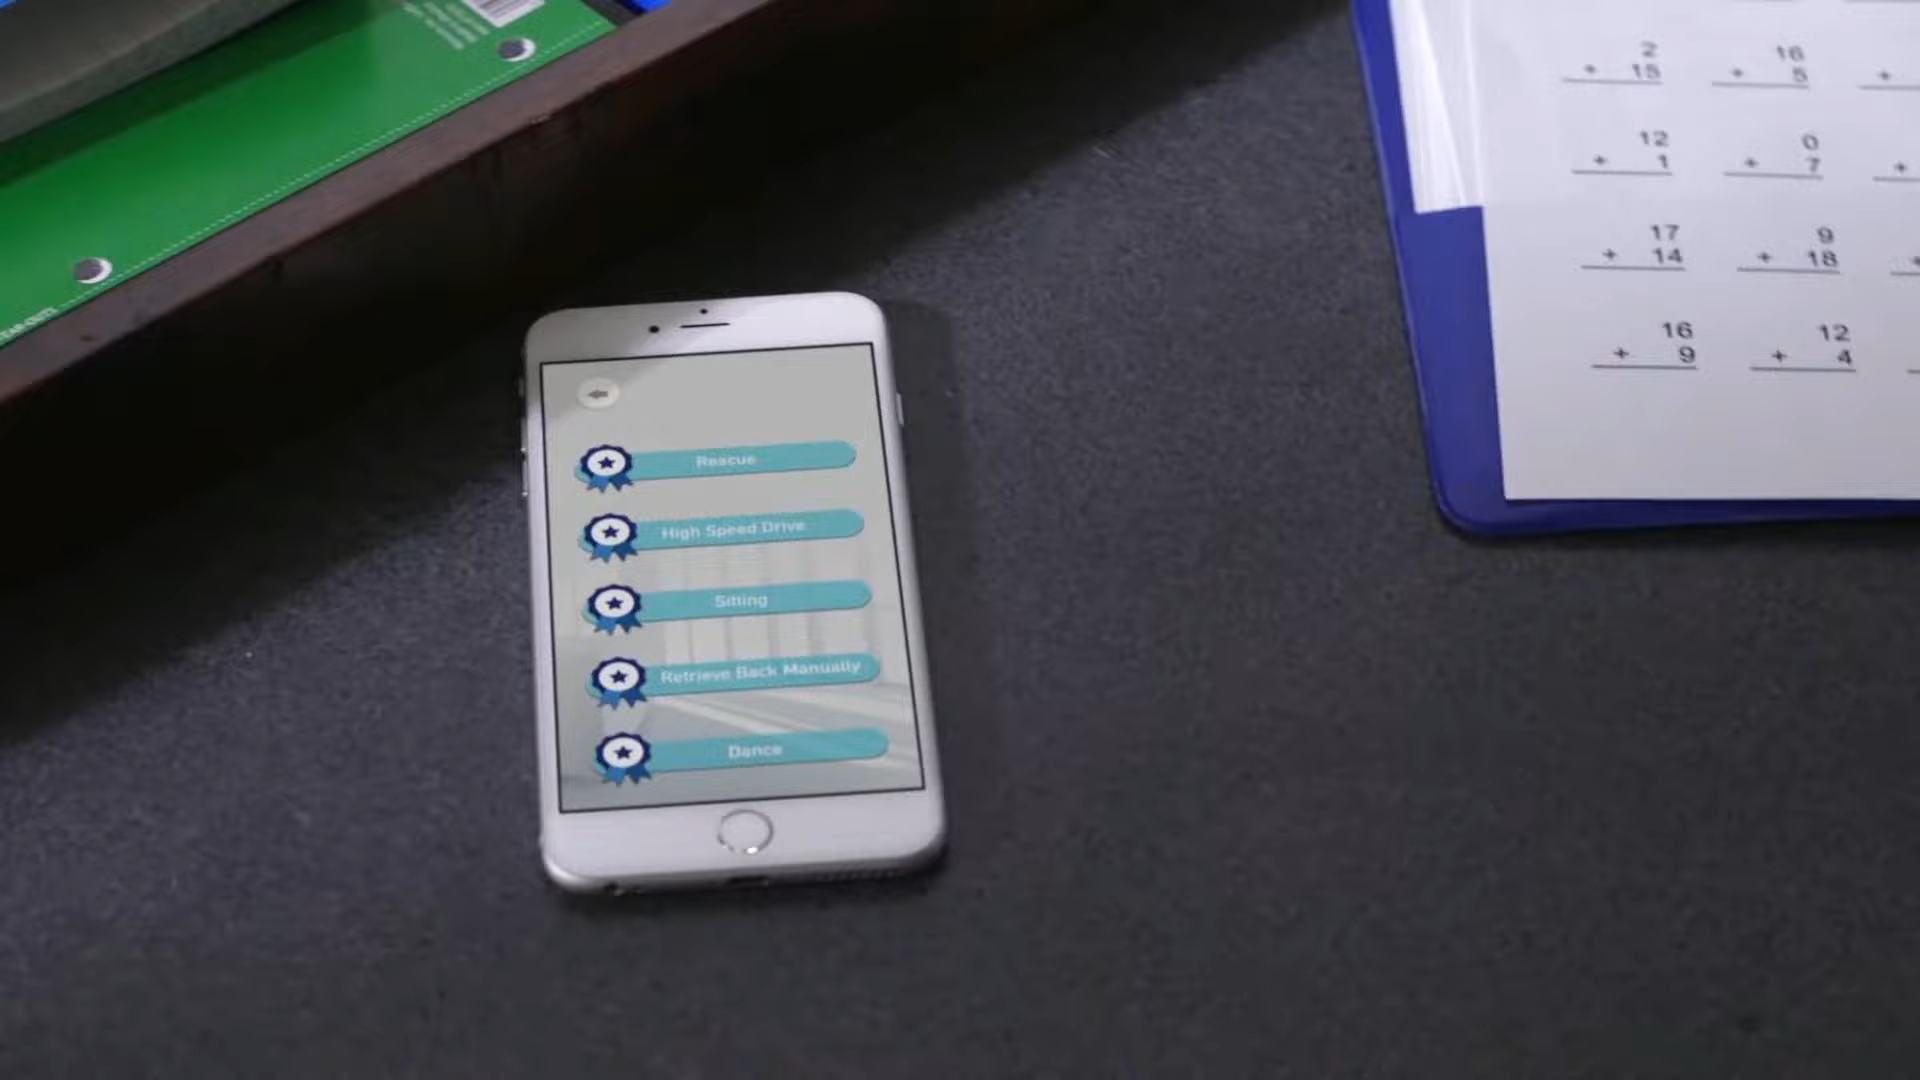 Rescue
High Speed Drive
Sitting
Retrieve Back Manually
Dance
2 16
+ 15 + 5 +
12 0
+ 1 + 7 +
17 9
+ 14 + 18 +
16 12
+ 9 + 4